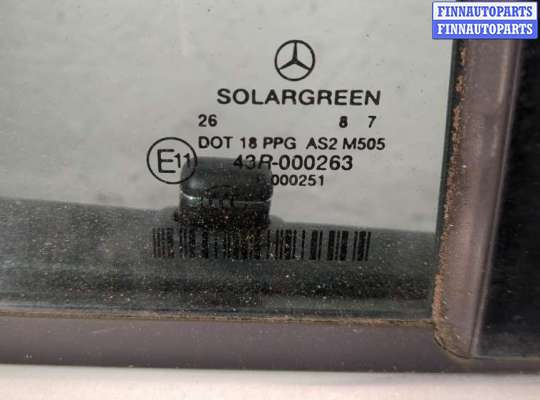 FINNAUTOPARTS
FINNAUTOPARTS
SOLARGREEN
26 8 7
DOT 18 PPG AS2 M505
E11 43R-000263
000251